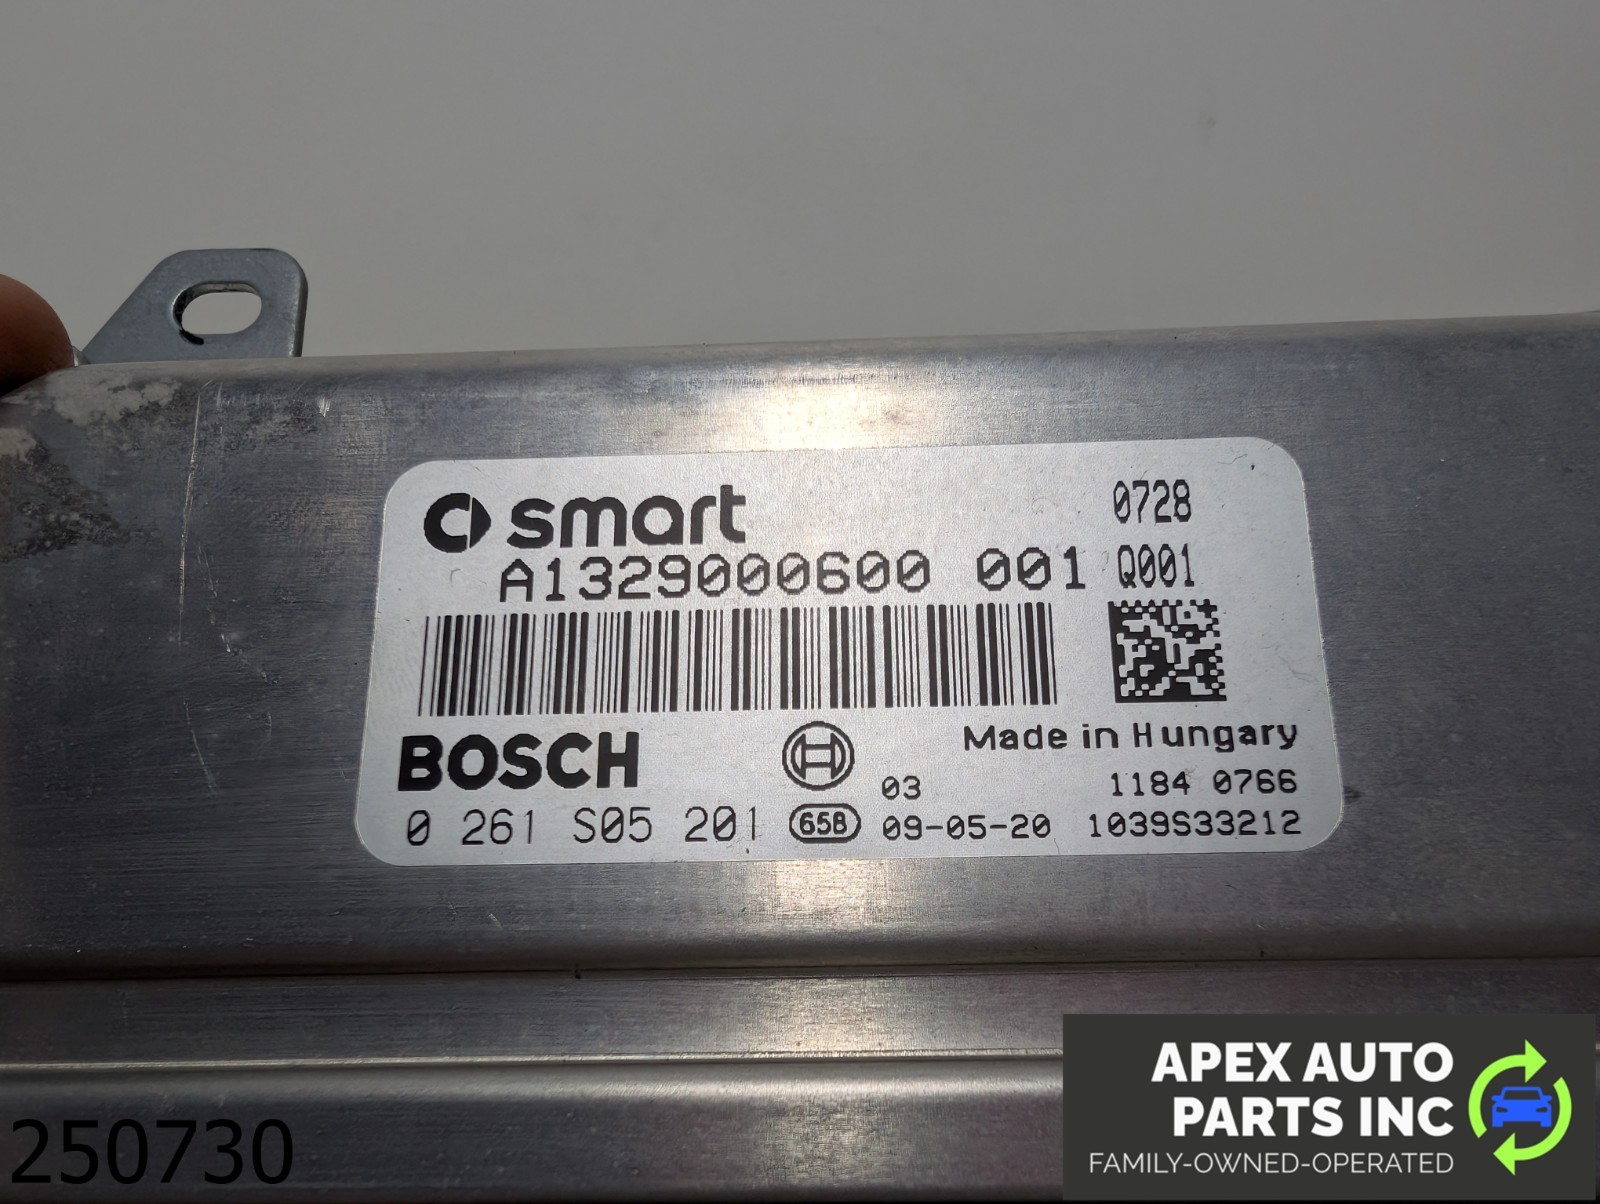 smart
0728
A1329000600 001 Q001
BOSCH
Made in Hungary
03
1184 0766
0 261 S05 201 65B 09-05-20 1039S33212
250730
APEX AUTO
PARTS INC
FAMILY-OWNED-OPERATED